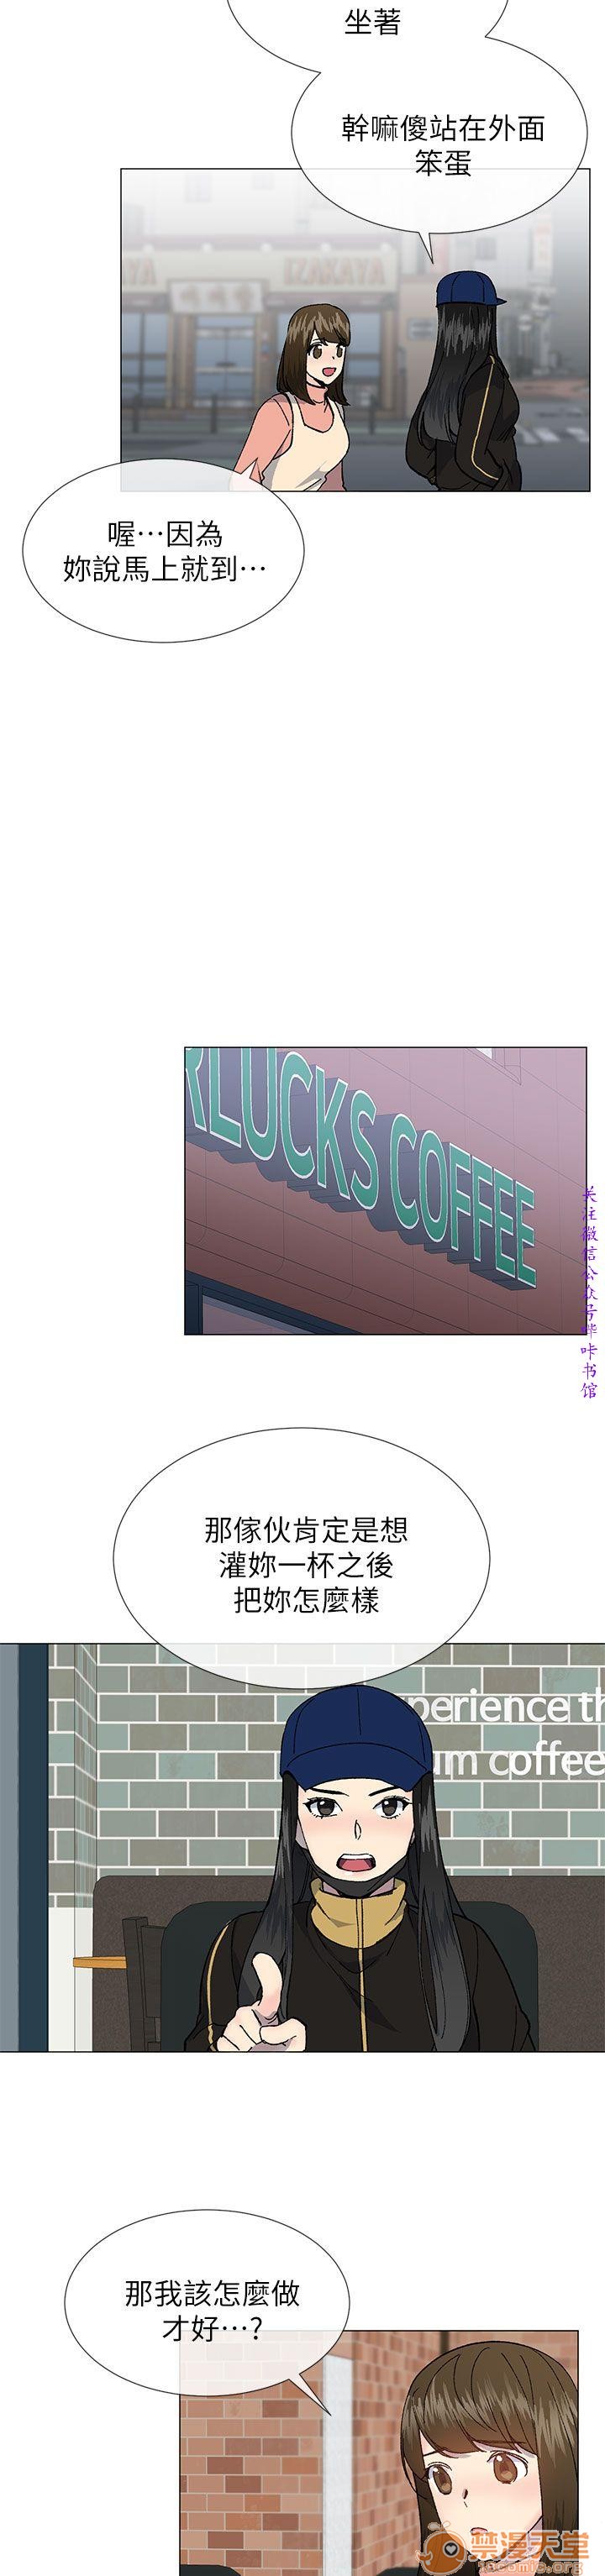 坐著
幹嘛傻站在外面
笨蛋
IZAKAYA
喔⋯因為
妳說馬上就到⋯
RLUCKS COFFEE
关注微信公众号哔咔书馆
那傢伙肯定是想
灌妳一杯之後
把妳怎麼樣
xperience th
um coffee
那我該怎麼做
才好⋯?
禁漫天堂
18comic.org